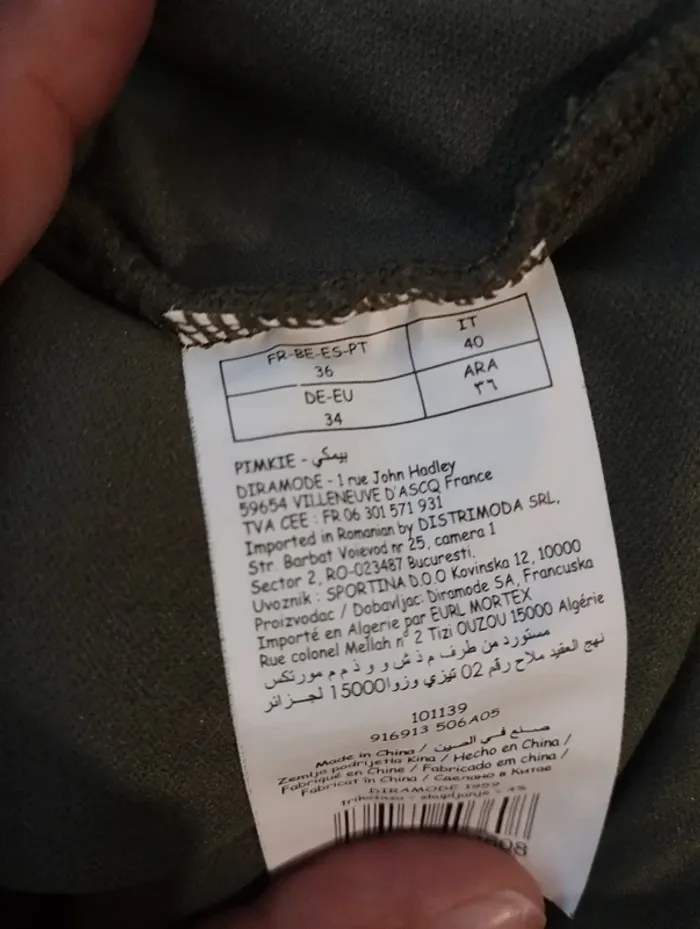 FR-BE-ES-PT
36
IT
40
DE-EU
34
ARA
٣٦
PIMKIE - بيمكي
DIRAMODE - 1 rue John Hadley
59654 VILLENEUVE D'ASCQ France
TVA CEE : FR 06 301 571 931
Imported in Romanian by DISTRIMODA SRL,
Str. Barbat Voievod nr 25, camera 1
Sector 2, RO-023487 Bucuresti.
Uvoznik : SPORTINA D.O.O Kovinska 12, 10000
Proizvodac / Dobavljac: Diramode SA, Francuska
Importé en Algerie par EURL MORTEX
Rue colonel Mellah n° 2 Tizi OUZOU 15000 Algérie
مستورد من طرف م ذ ش و و ذ م م مورتكس
نهج العقيد ملاح رقم 02 تيزي وزو 15000 لجزائر
101139
916913 506A05
Made in China / صنع في الصين
Zemlja podrijetla Kina / Hecho en China /
Fabriqué en Chine / Fabricado em china /
Fabricat în China / Сделано в Китае
DIRAMODE 1999